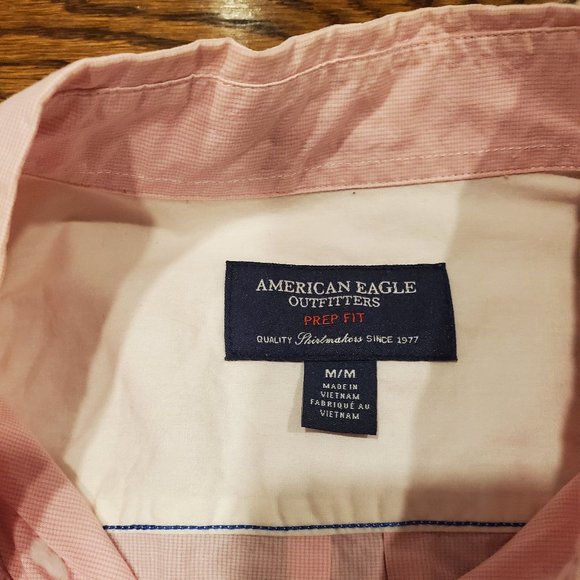 AMERICAN EAGLE
OUTFITTERS
PREP FIT
QUALITY Shirtmakers SINCE 1977
M/M
MADE IN
VIETNAM
FABRIQUÉ AU
VIETNAM